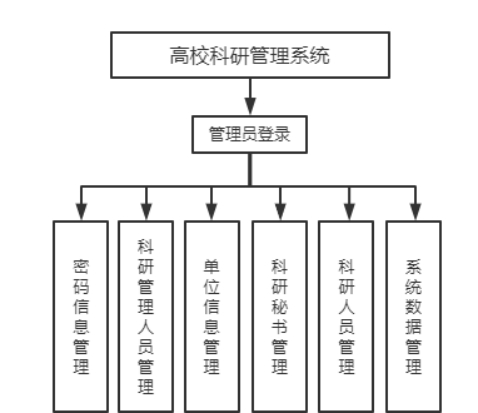 高校科研管理系统
管理员登录
密码信息管理
科研管理人员管理
单位信息管理
科研秘书管理
科研人员管理
系统数据管理